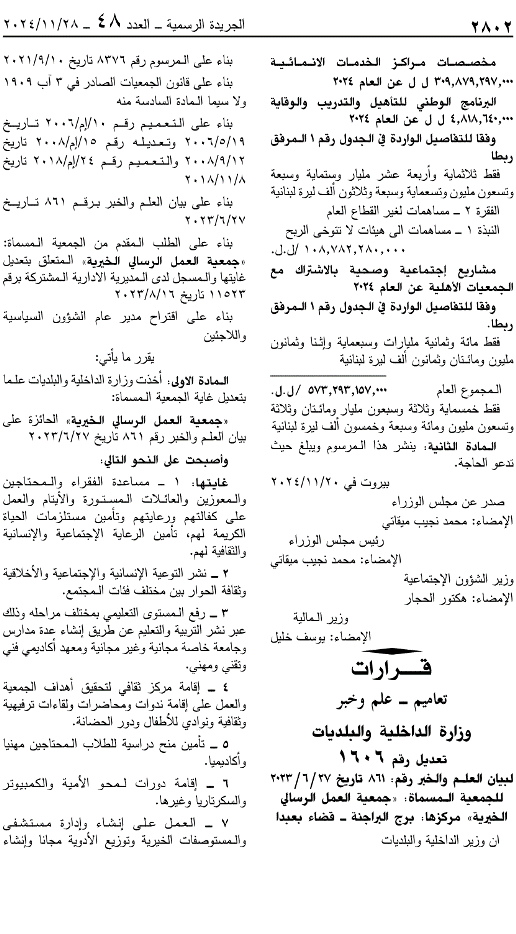 ٢٨٠٢
الجريدة الرسمية ــ العدد ٤٨ ــ ٢٠٢٤/١١/٢٨
مخصصات مراكز الخدمات الانمائية
٣٠٩,٨٧٩,٢٩٧,٠٠٠ ل ل عن العام ٢٠٢٤
البرنامج الوطني للتأهيل والتدريب والوقاية
٤,٨١٨,٦٤٠,٠٠٠ ل ل عن العام ٢٠٢٤
وفقا للتفاصيل الواردة في الجدول رقم ١ المرفق
ربطا
فقط ثلاثماية وأربعة عشر مليار وستماية وسبعة
وتسعون مليون وتسعماية وسبعة وثلاثون ألف ليرة لبنانية
الفقرة ٢ ــ مساهمات لغير القطاع العام
النبذة ١ ــ مساهمات الى هيئات لا تتوخى الربح
١٠٨,٧٨٢,٢٨٠,٠٠٠ /ل.ل.
مشاريع إجتماعية وصحية بالاشتراك مع
الجمعيات الأهلية عن العام ٢٠٢٤
وفقا للتفاصيل الواردة في الجدول رقم ١ المرفق
ربطا.
فقط مائة وثمانية مليارات وسبعماية وإثنا وثمانون
مليون ومائتان وثمانون ألف ليرة لبنانية
المجموع العام ٥٧٣,٢٩٣,١٥٧,٠٠٠ /ل.ل.
فقط خمسماية وثلاثة وسبعون مليار ومائتان وثلاثة
وتسعون مليون ومائة وسبعة وخمسون ألف ليرة لبنانية
المادة الثانية: ينشر هذا المرسوم ويبلغ حيث
تدعو الحاجة.
بيروت في ٢٠٢٤/١١/٢٠
صدر عن مجلس الوزراء
الإمضاء: محمد نجيب ميقاتي
رئيس مجلس الوزراء
الإمضاء: محمد نجيب ميقاتي
وزير الشؤون الإجتماعية
الإمضاء: هكتور الحجار
وزير المالية
الإمضاء: يوسف خليل
قـرارات
تعاميم ــ علم وخبر
وزارة الداخلية والبلديات
تعديل رقم ١٦٠٦
لبيان العلم والخبر رقم: ٨٦١ تاريخ ٢٠٢٣/٦/٢٧
للجمعية المسماة: «جمعية العمل الرسالي
الخيرية» مركزها: برج البراجنة ــ قضاء بعبدا
ان وزير الداخلية والبلديات
بناء على المرسوم رقم ٨٣٧٦ تاريخ ٢٠٢١/٩/١٠
بناء على قانون الجمعيات الصادر في ٣ آب ١٩٠٩
ولا سيما المادة السادسة منه
بناء على التعميم رقم ١٠/إم/٢٠٠٦ تاريخ
٢٠٠٦/٥/١٩ وتعديله رقم ١٥/إم/٢٠٠٨ تاريخ
٢٠٠٨/٩/١٢ والتعميم رقم ٢٤/إم/٢٠١٨ تاريخ
٢٠١٨/١١/٨
بناء على بيان العلم والخبر برقم ٨٦١ تاريخ
٢٠٢٣/٦/٢٧
بناء على الطلب المقدم من الجمعية المسماة:
«جمعية العمل الرسالي الخيرية» المتعلق بتعديل
غايتها والمسجل لدى المديرية الادارية المشتركة برقم
١١٥٢٣ تاريخ ٢٠٢٣/٨/١٦
بناء على اقتراح مدير عام الشؤون السياسية
واللاجئين
يقرر ما يأتي:
المادة الاولى: أخذت وزارة الداخلية والبلديات علما
بتعديل غاية الجمعية المسماة:
«جمعية العمل الرسالي الخيرية» الحائزة على
بيان العلم والخبر رقم ٨٦١ تاريخ ٢٠٢٣/٦/٢٧
وأصبحت على النحو التالي:
غايتها: ١ ــ مساعدة الفقراء والمحتاجين
والمعوزين والعائلات المستورة والأيتام والعمل
على كفالتهم ورعايتهم وتأمين مستلزمات الحياة
الكريمة لهم، تأمين الرعاية الإجتماعية والإنسانية
والثقافية لهم.
٢ ــ نشر التوعية الإنسانية والإجتماعية والأخلاقية
وثقافة الحوار بين مختلف فئات المجتمع.
٣ ــ رفع المستوى التعليمي بمختلف مراحله وذلك
عبر نشر التربية والتعليم عن طريق إنشاء عدة مدارس
وجامعة خاصة مجانية وغير مجانية ومعهد أكاديمي فني
وتقني ومهني.
٤ ــ إقامة مركز ثقافي لتحقيق أهداف الجمعية
والعمل على إقامة ندوات ومحاضرات ولقاءات ترفيهية
وثقافية ونوادي للأطفال ودور الحضانة.
٥ ــ تأمين منح دراسية للطلاب المحتاجين مهنيا
وأكاديميا.
٦ ــ إقامة دورات لمحو الأمية والكمبيوتر
والسكرتاريا وغيرها.
٧ ــ العمل على إنشاء وإدارة مستشفى
والمستوصفات الخيرية وتوزيع الأدوية مجانا وإنشاء